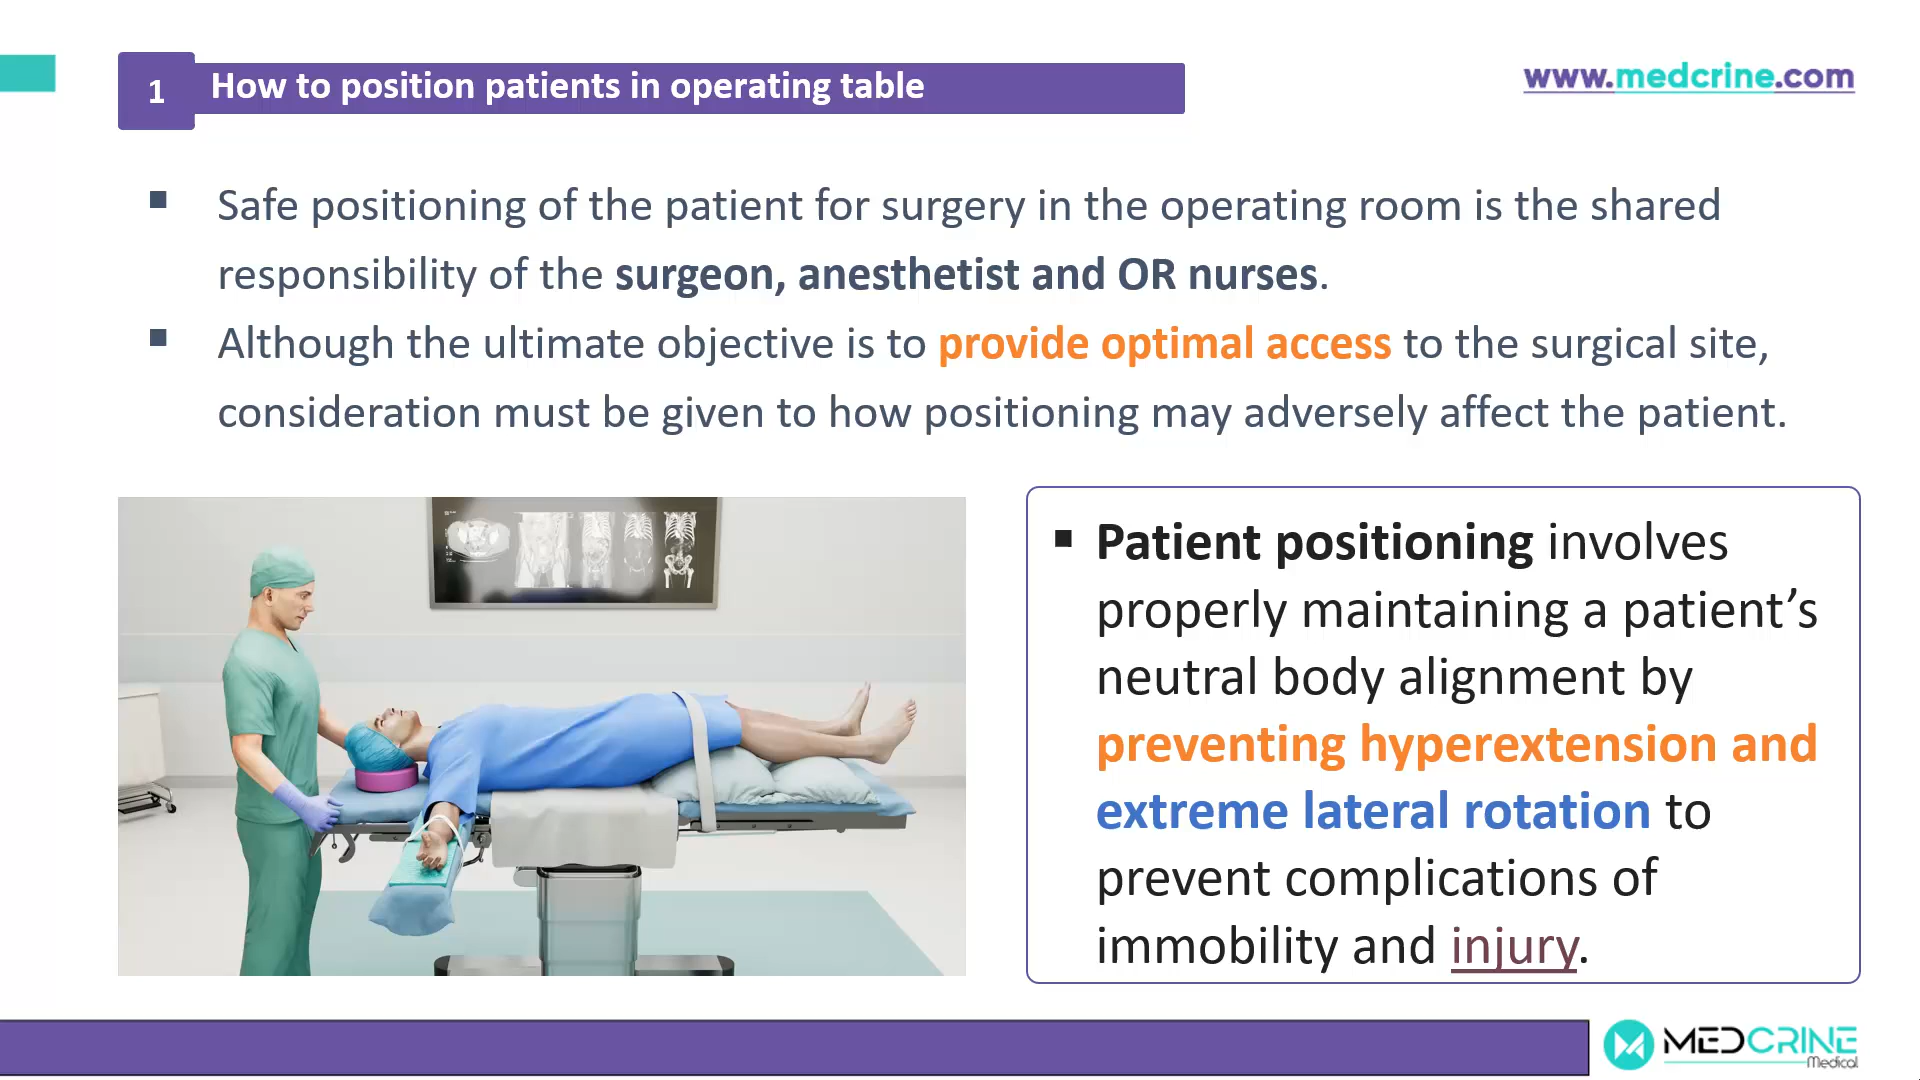 1
How to position patients in operating table
www.medcrine.com
▪ Safe positioning of the patient for surgery in the operating room is the shared
responsibility of the surgeon, anesthetist and OR nurses.
▪ Although the ultimate objective is to provide optimal access to the surgical site,
consideration must be given to how positioning may adversely affect the patient.
▪ Patient positioning involves
properly maintaining a patient’s
neutral body alignment by
preventing hyperextension and
extreme lateral rotation to
prevent complications of
immobility and injury.
MEDCRINE
Medical